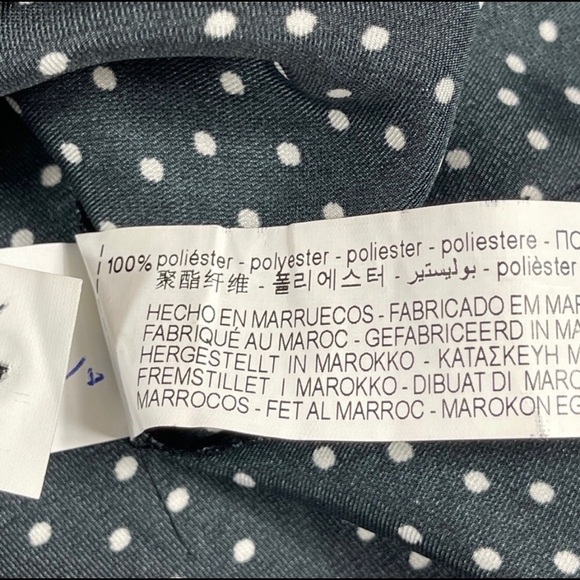 100% poliéster - polyester - poliester - poliestere - ПО
聚酯纤维 - 폴리에스터 - بوليستير - polièster
HECHO EN MARRUECOS - FABRICADO EM MAR
FABRIQUÉ AU MAROC - GEFABRICEERD IN MA
HERGESTELLT IN MAROKKO - ΚΑΤΑΣΚΕΥΗ Μ
FREMSTILLET I MAROKKO - DIBUAT DI MARO
MARROCOS - FET AL MARROC - MAROKON EG